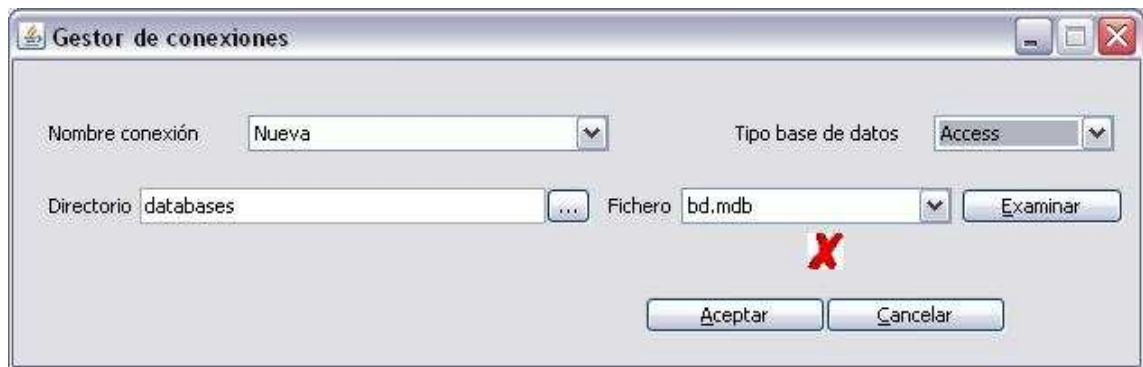 Gestor de conexiones
Nombre conexión Nueva Tipo base de datos Access
Directorio databases ... Fichero bd.mdb Examinar
Aceptar Cancelar